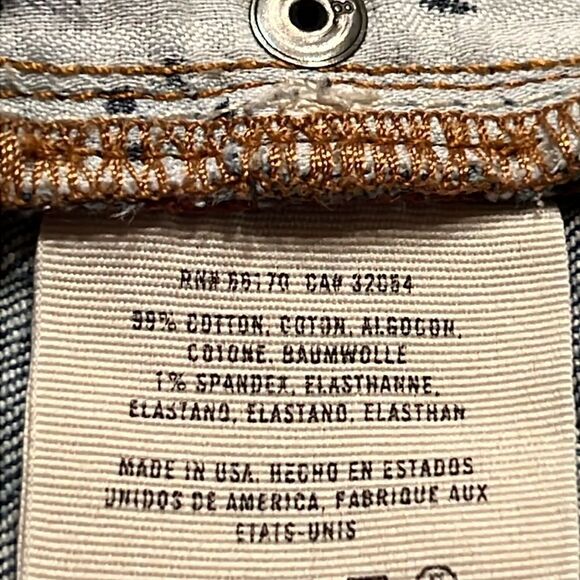 RN# 66170 CA# 32054
99% COTTON, COTON, ALGODON,
COTONE, BAUMWOLLE
1% SPANDEX, ELASTHANNE,
ELASTANO, ELASTANO, ELASTHAN
MADE IN USA, HECHO EN ESTADOS
UNIDOS DE AMERICA, FABRIQUE AUX
ETATS-UNIS